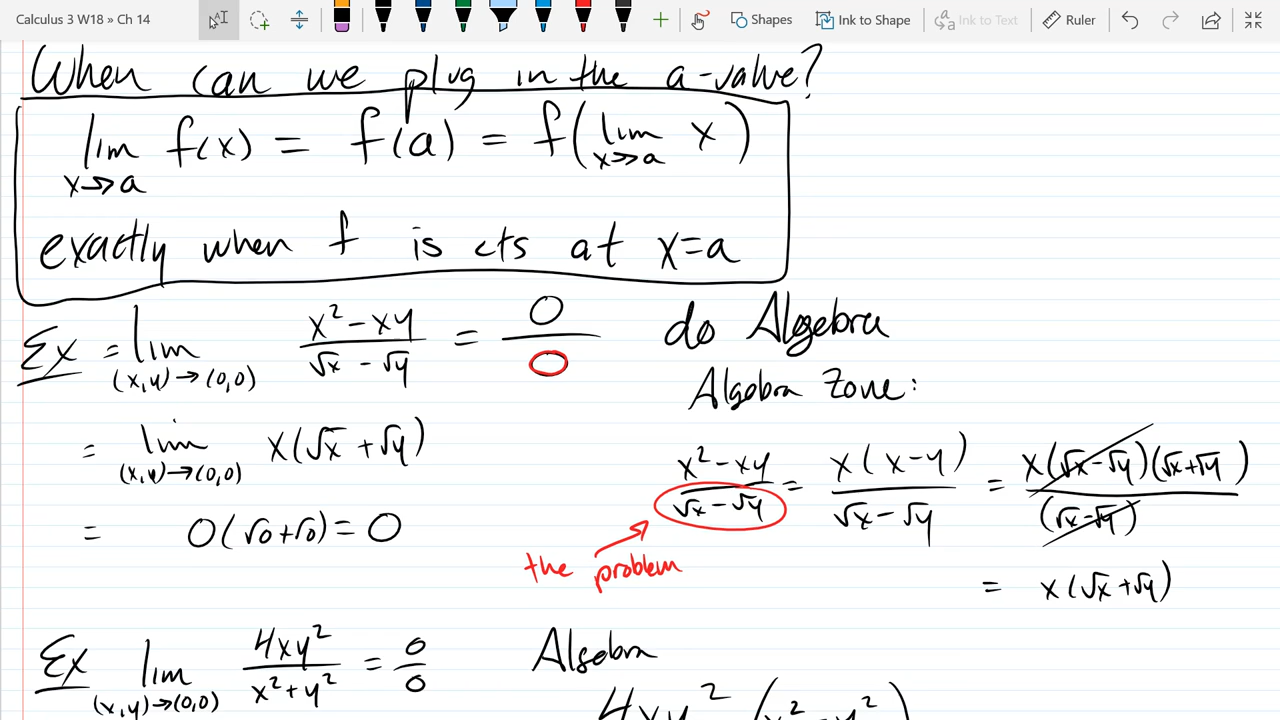 Calculus 3 W18 » Ch 14
Shapes
Ink to Shape
Ink to Text
Ruler
When can we plug in the a-value?
lim x→a f(x) = f(a) = f(lim x→a x)
exactly when f is cts at x=a
Ex = lim (x,y)→(0,0) (x² - xy)/(√x - √y) = 0/0
do Algebra
Algebra Zone:
= lim (x,y)→(0,0) x(√x + √y)
= 0(√0+√0) = 0
(x² - xy)/(√x - √y) = x(x-y)/(√x - √y) = x(√x-√y)(√x+√y)/(√x-√y)
the problem
= x(√x + √y)
Ex lim (x,y)→(0,0) 4xy²/(x²+y²) = 0/0
Algebra
4xy²